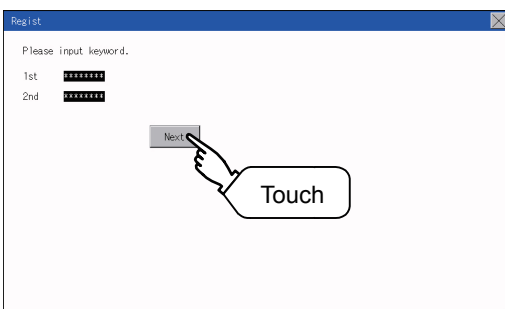 Regist
Please input keyword.
1st ********
2nd ********
Next
Touch